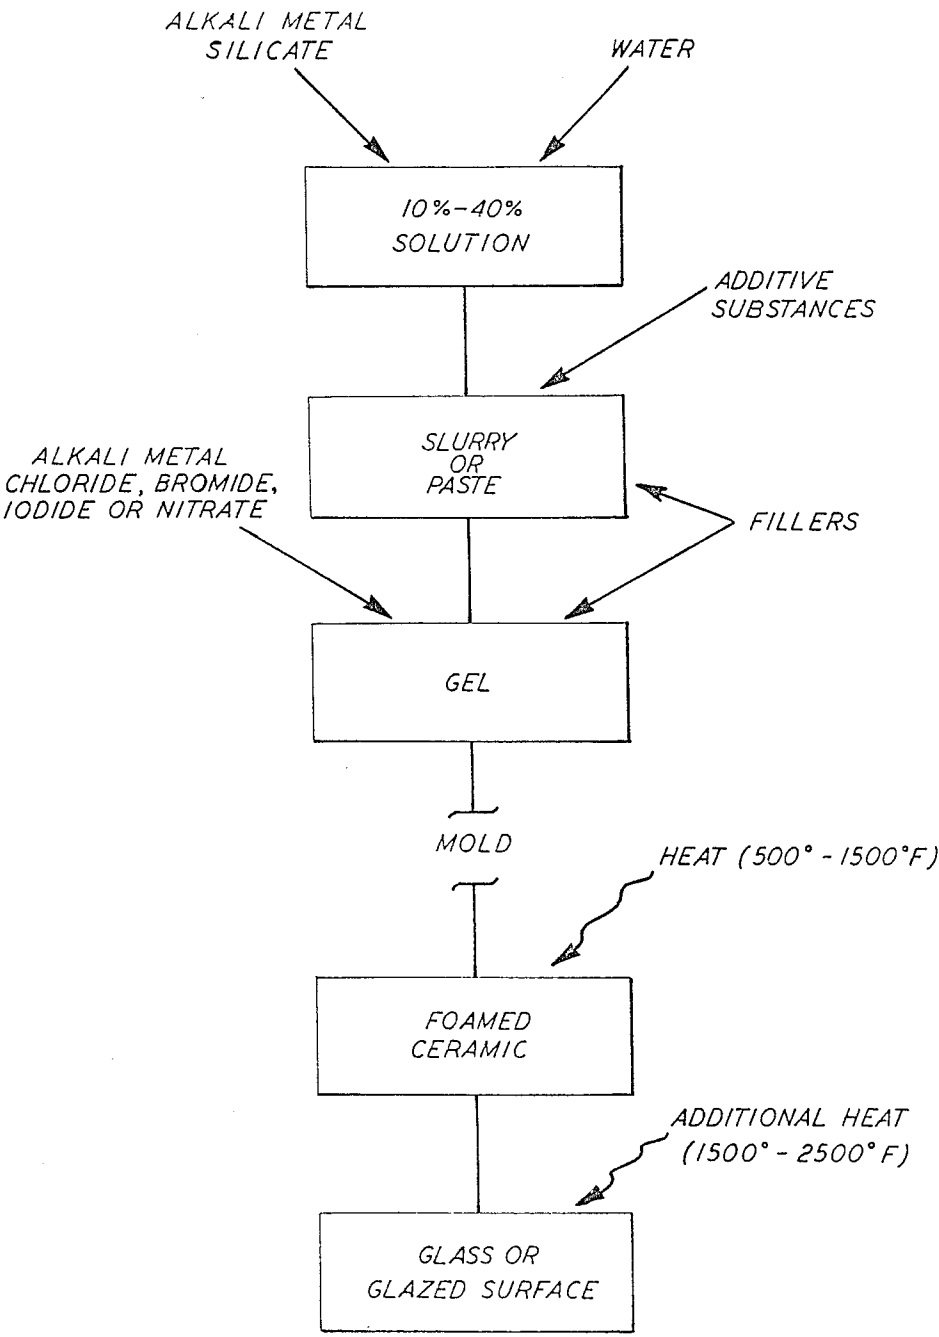 ALKALI METAL
SILICATE
WATER
10%-40%
SOLUTION
ADDITIVE
SUBSTANCES
SLURRY
OR
PASTE
ALKALI METAL
CHLORIDE, BROMIDE,
IODIDE OR NITRATE
FILLERS
GEL
MOLD
HEAT (500° - 1500°F)
FOAMED
CERAMIC
ADDITIONAL HEAT
(1500° - 2500°F)
GLASS OR
GLAZED SURFACE